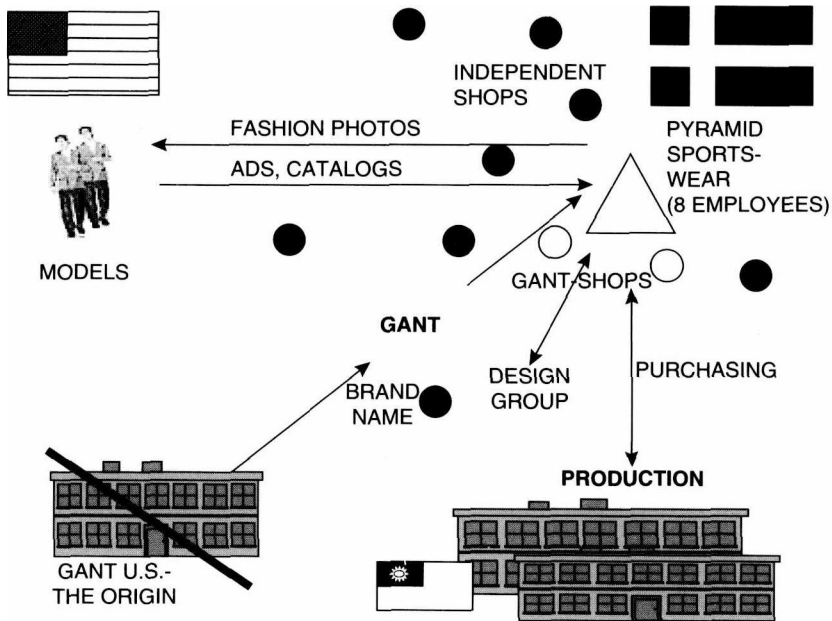 INDEPENDENT
SHOPS
FASHION PHOTOS
ADS, CATALOGS
PYRAMID
SPORTS-
WEAR
(8 EMPLOYEES)
MODELS
GANT-SHOPS
GANT
BRAND
NAME
DESIGN
GROUP
PURCHASING
PRODUCTION
GANT U.S.-
THE ORIGIN